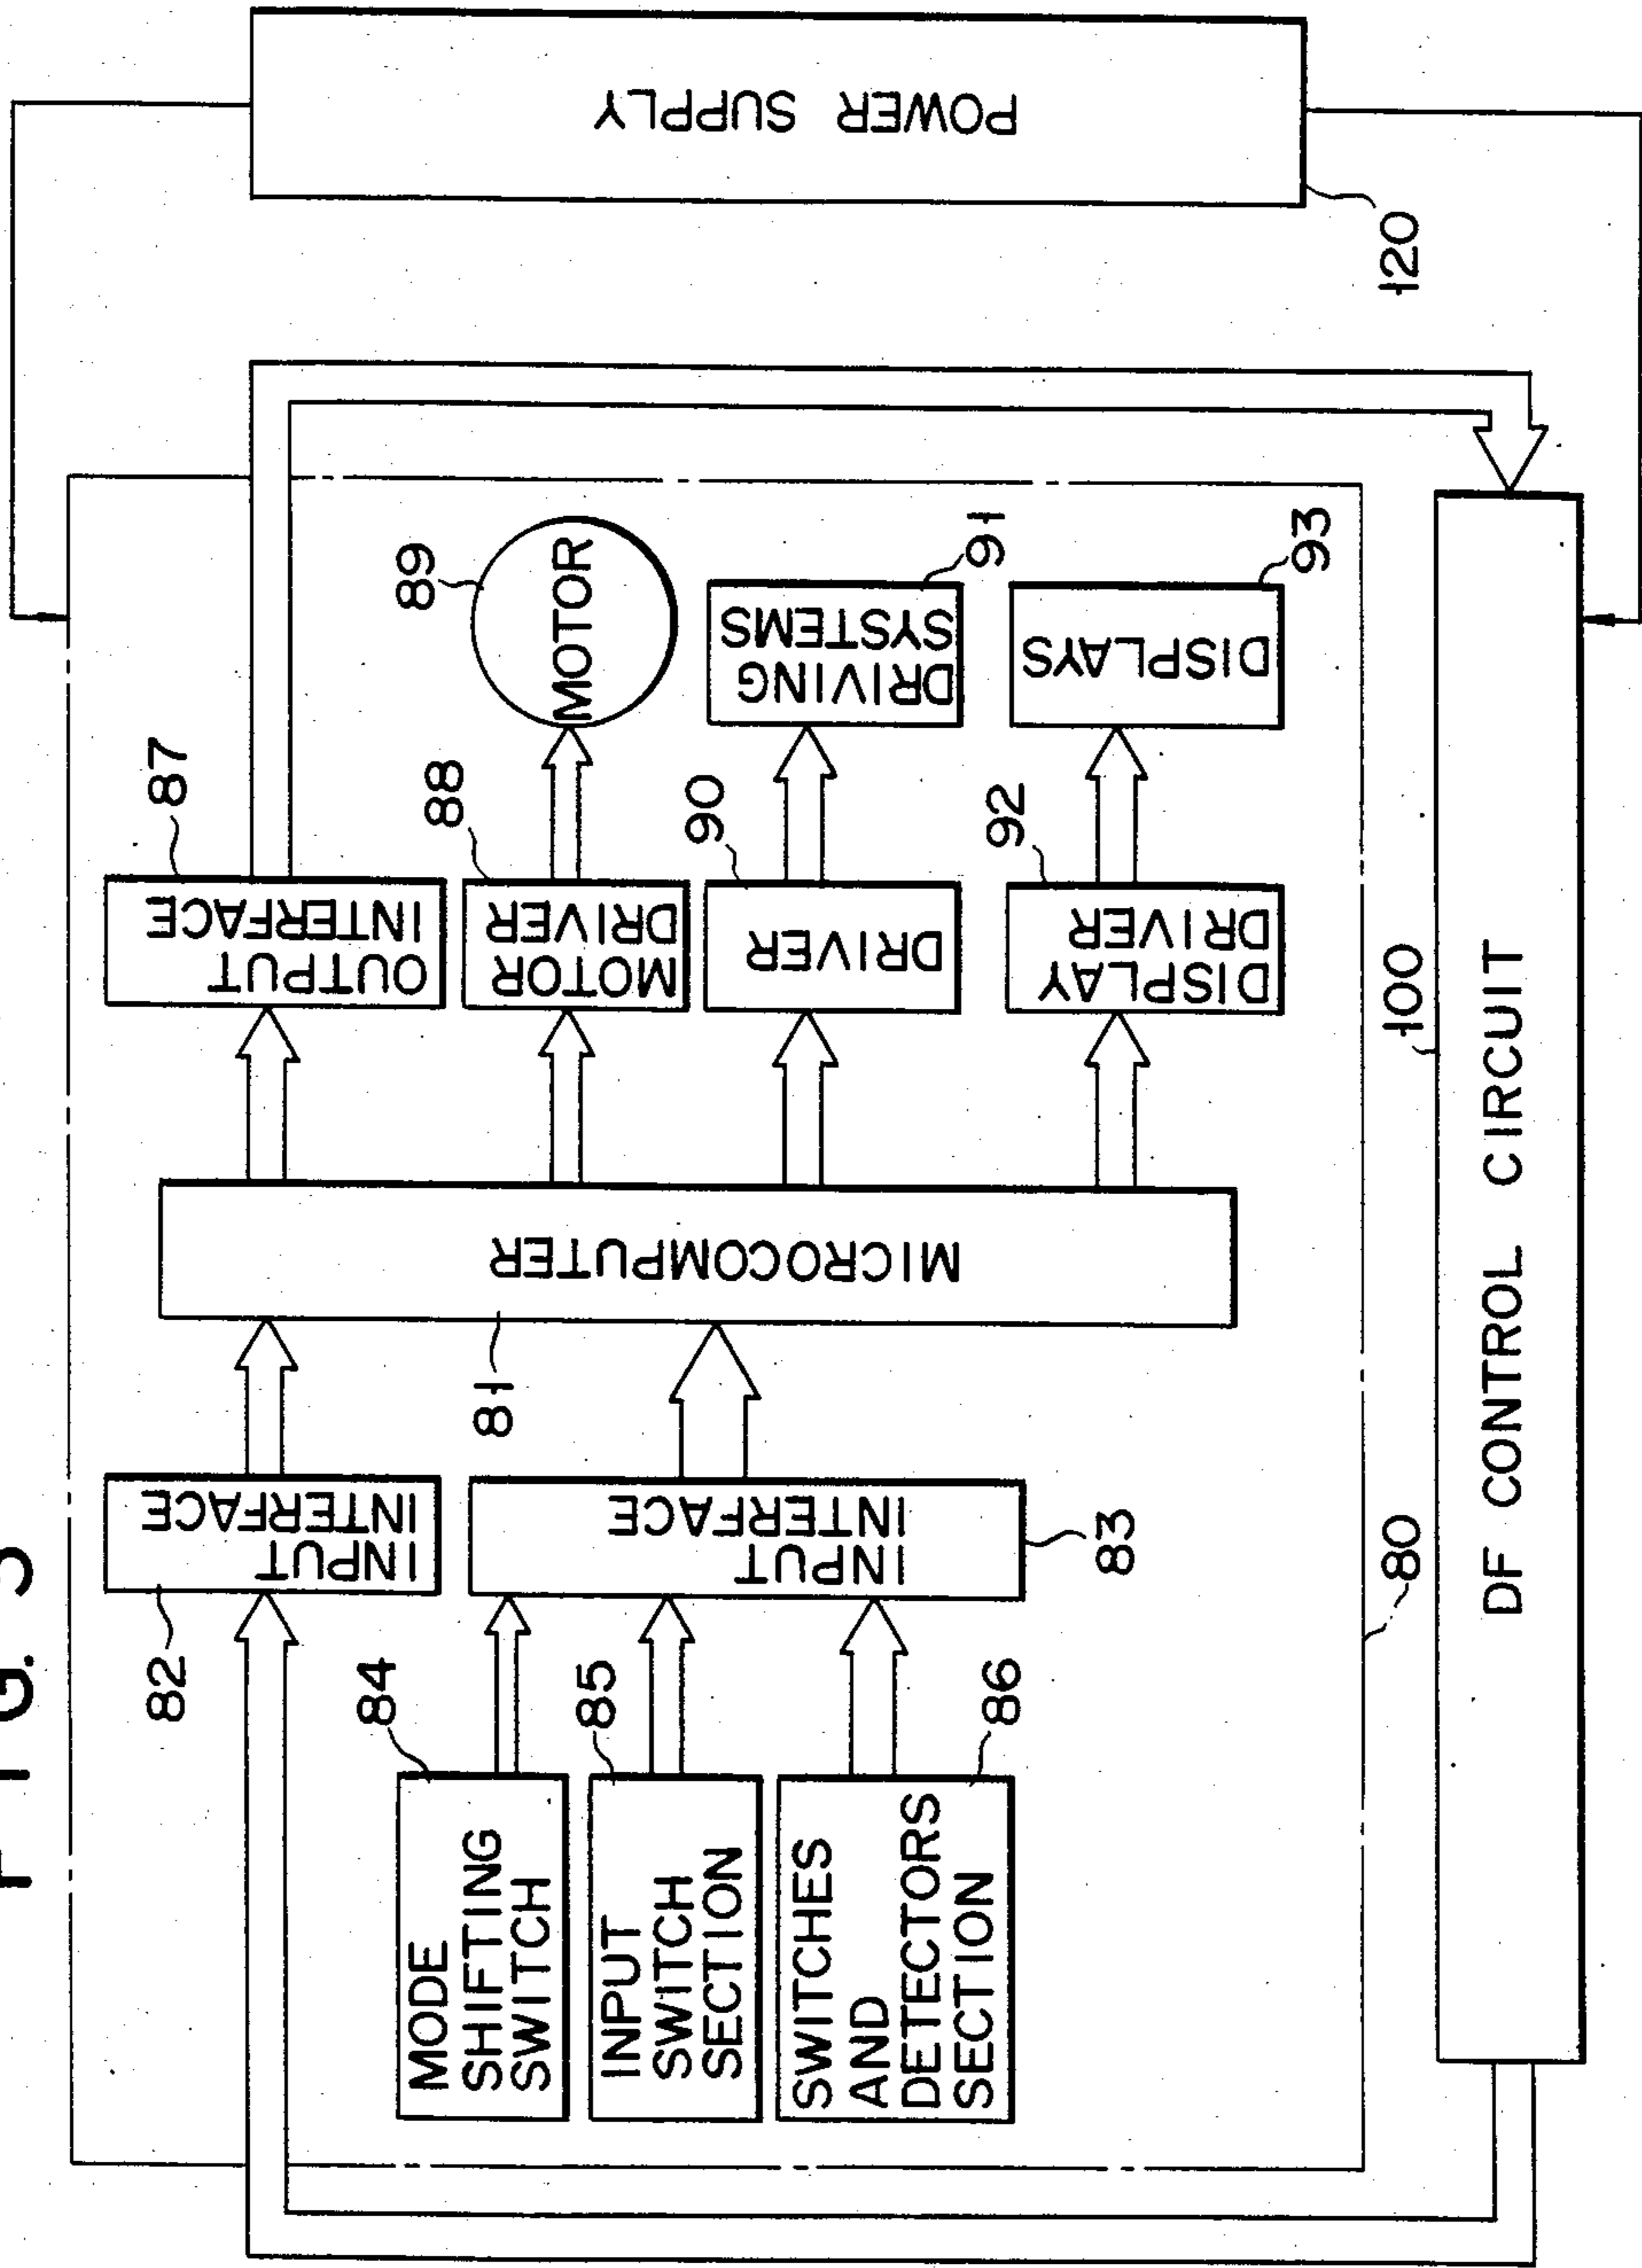 FIG. 5
82
INPUT
INTERFACE
87
OUTPUT
INTERFACE
84
MODE
SHIFTING
SWITCH
85
INPUT
SWITCH
SECTION
86
SWITCHES
AND
DETECTORS
SECTION
INPUT
INTERFACE
83
81
MICROCOMPUTER
88
MOTOR
DRIVER
89
MOTOR
90
DRIVER
91
DRIVING
SYSTEMS
92
DISPLAY
DRIVER
93
DISPLAYS
80
100
DF CONTROL CIRCUIT
120
POWER SUPPLY